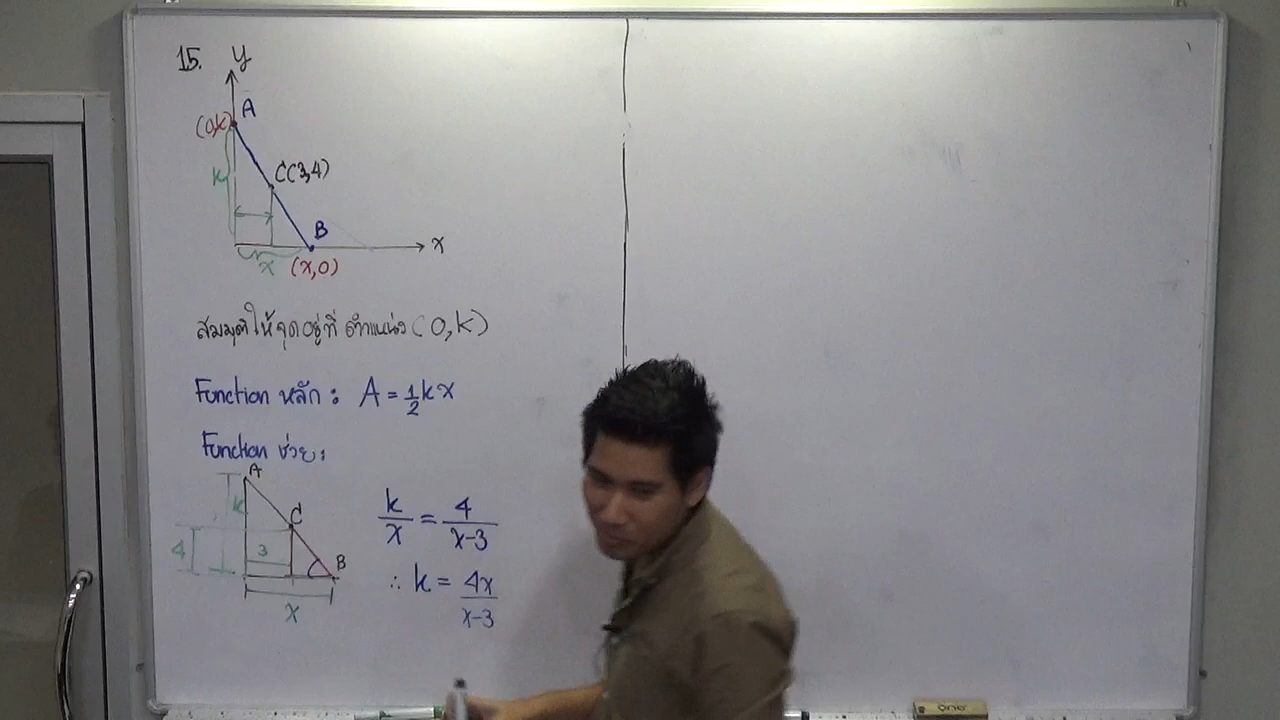 15.
y
A
(0,k)
C(3,4)
k
B
x
x
(x,0)
สมมุติให้จุดอยู่ที่ ตำแหน่ง (0,k)
Function หลัก : A = 1/2 kx
Function ช่วย :
A
k
C
k/x = 4/(x-3)
4
3
B
∴ k = 4x/(x-3)
x